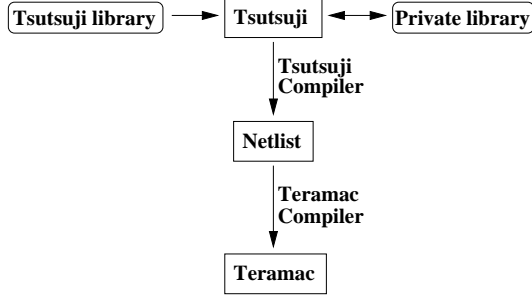 Tsutsuji library
Tsutsuji
Private library
Tsutsuji
Compiler
Netlist
Teramac
Compiler
Teramac